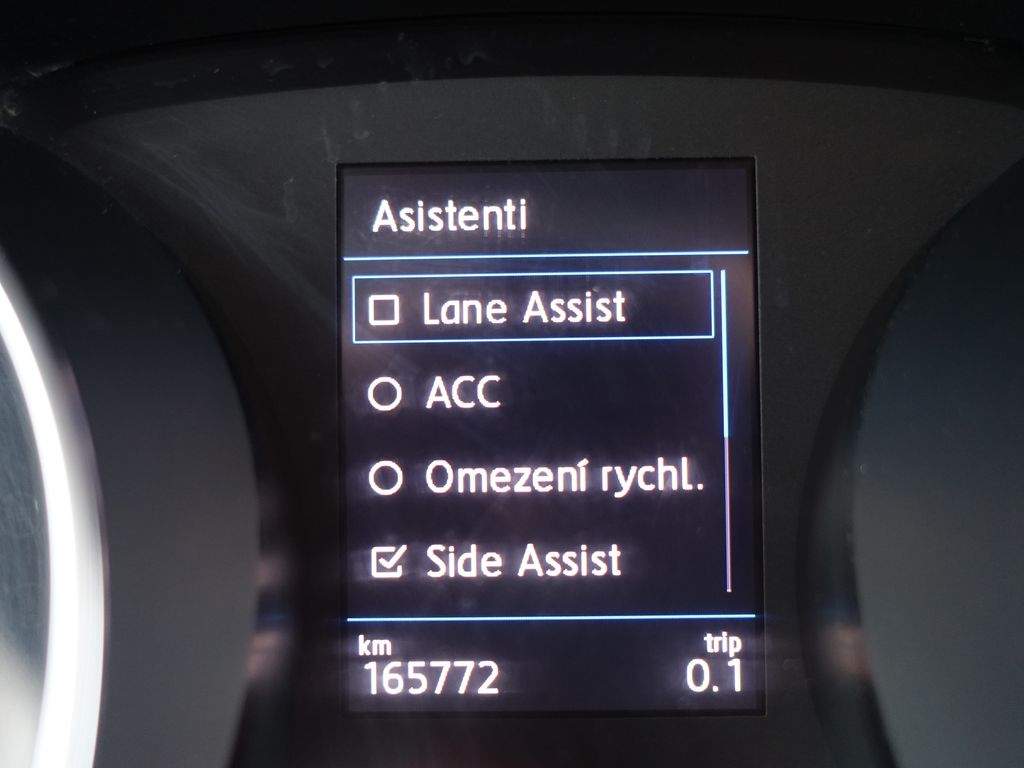 Asistenti
Lane Assist
ACC
Omezení rychl.
Side Assist
km trip
165772 0.1